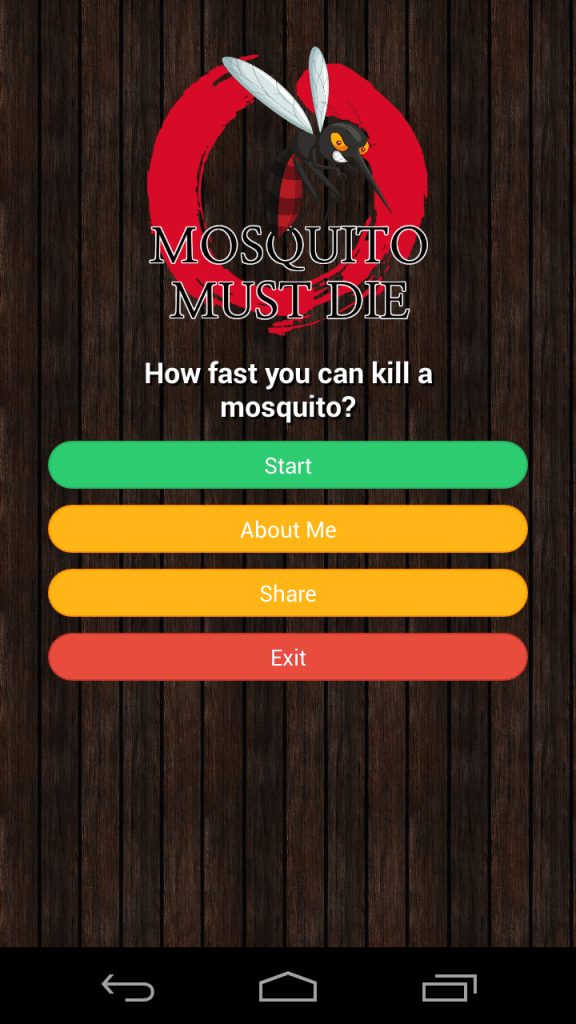 MOSQUITO
MUST DIE
How fast you can kill a
mosquito?
Start
About Me
Share
Exit